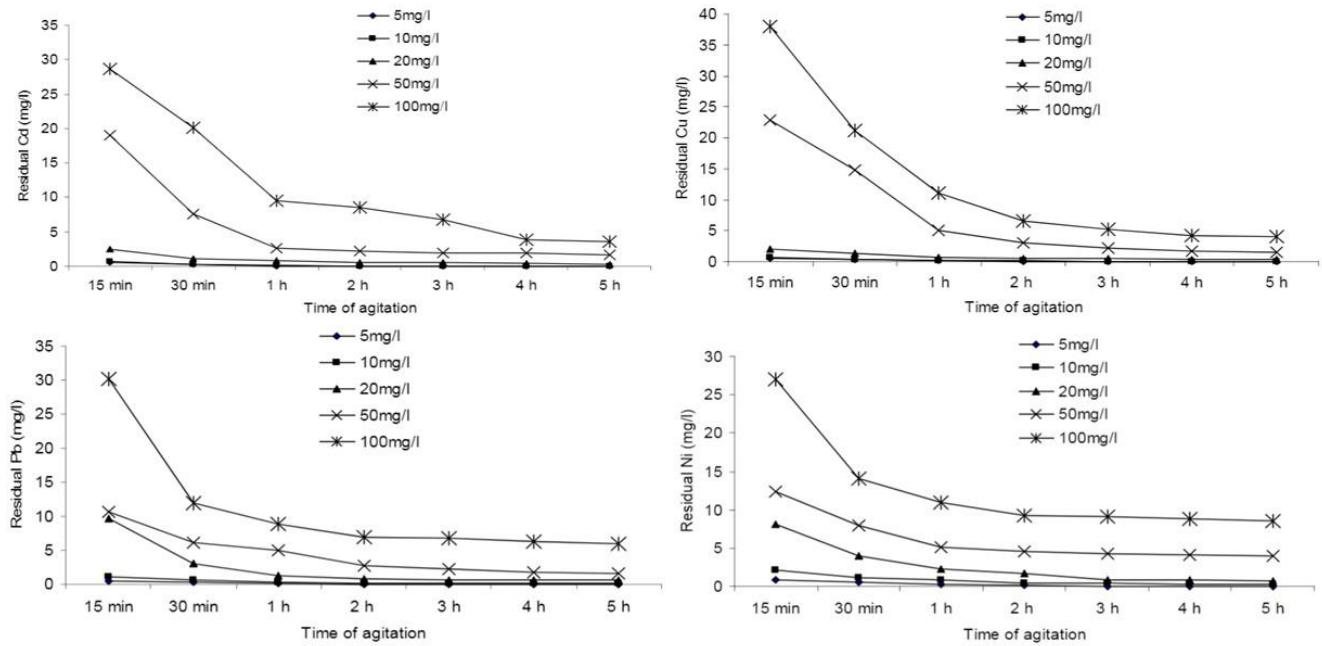 Residual Cd (mg/l)
35
30
25
20
15
10
5
0
15 min 30 min 1 h 2 h 3 h 4 h 5 h
Time of agitation
5mg/l
10mg/l
20mg/l
50mg/l
100mg/l
Residual Cu (mg/l)
40
35
30
25
20
15
10
5
0
15 min 30 min 1 h 2 h 3 h 4 h 5 h
Time of agitation
5mg/l
10mg/l
20mg/l
50mg/l
100mg/l
Residual Pb (mg/l)
35
30
25
20
15
10
5
0
15 min 30 min 1 h 2 h 3 h 4 h 5 h
Time of agitation
5mg/l
10mg/l
20mg/l
50mg/l
100mg/l
Residual Ni (mg/l)
30
25
20
15
10
5
0
15 min 30 min 1 h 2 h 3 h 4 h 5 h
Time of agitation
5mg/l
10mg/l
20mg/l
50mg/l
100mg/l